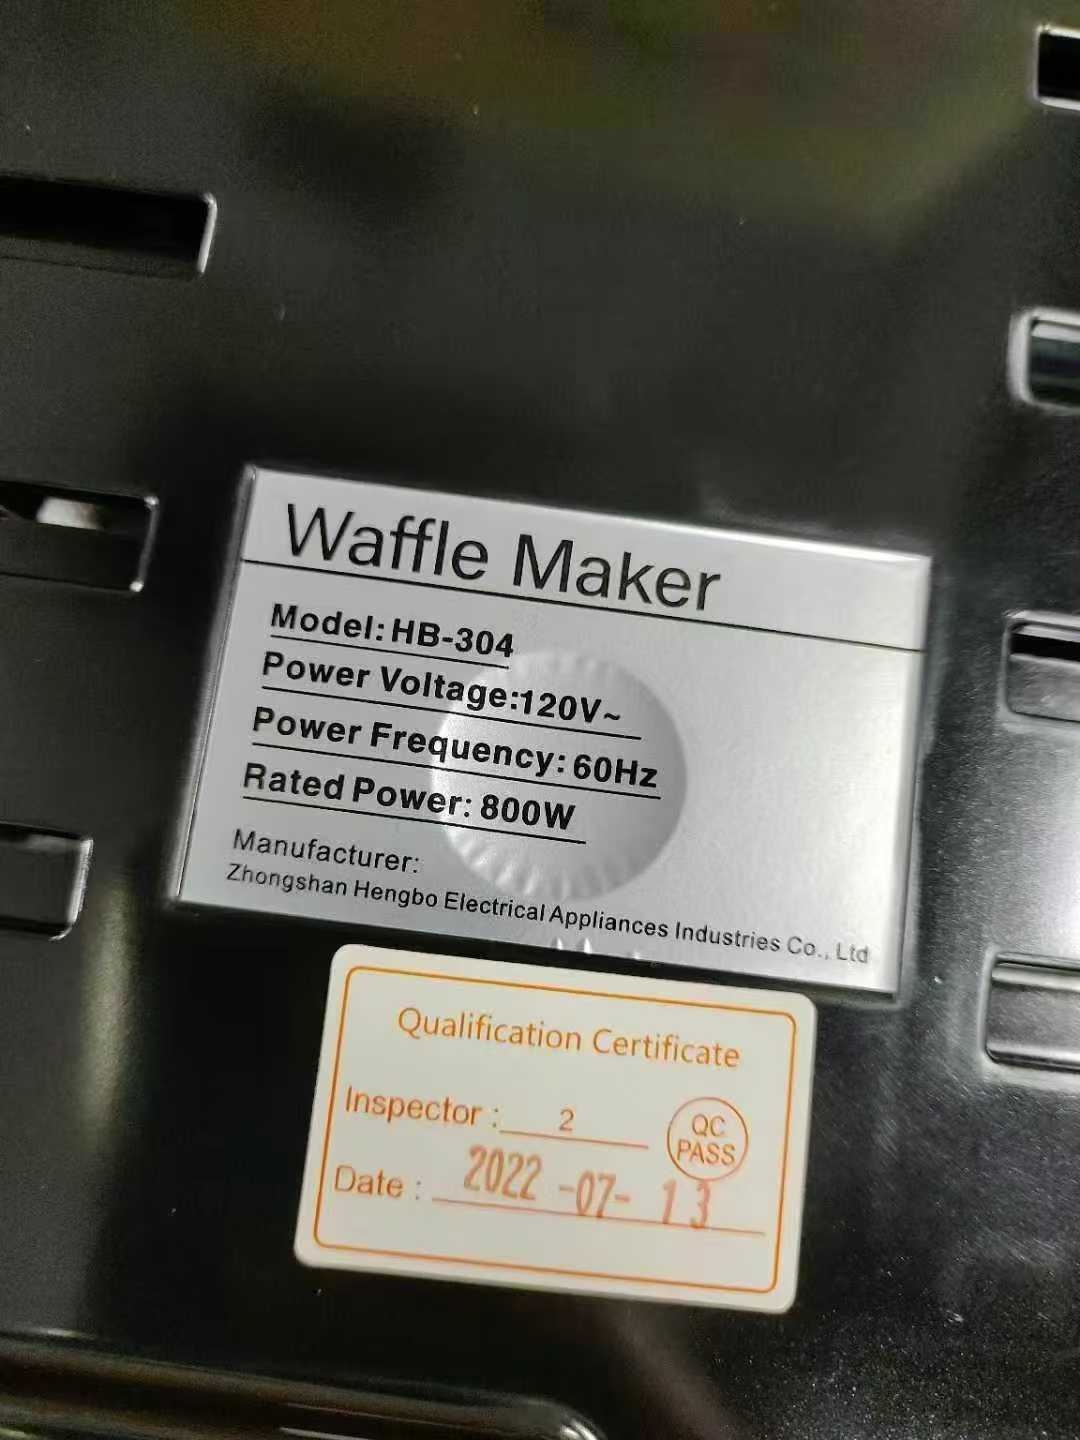 Waffle Maker
Model:HB-304
Power Voltage:120V~
Power Frequency: 60Hz
Rated Power: 800W
Manufacturer:
Zhongshan Hengbo Electrical Appliances Industries Co., Ltd
Qualification Certificate
Inspector : 2
QC
PASS
Date : 2022 -07- 13